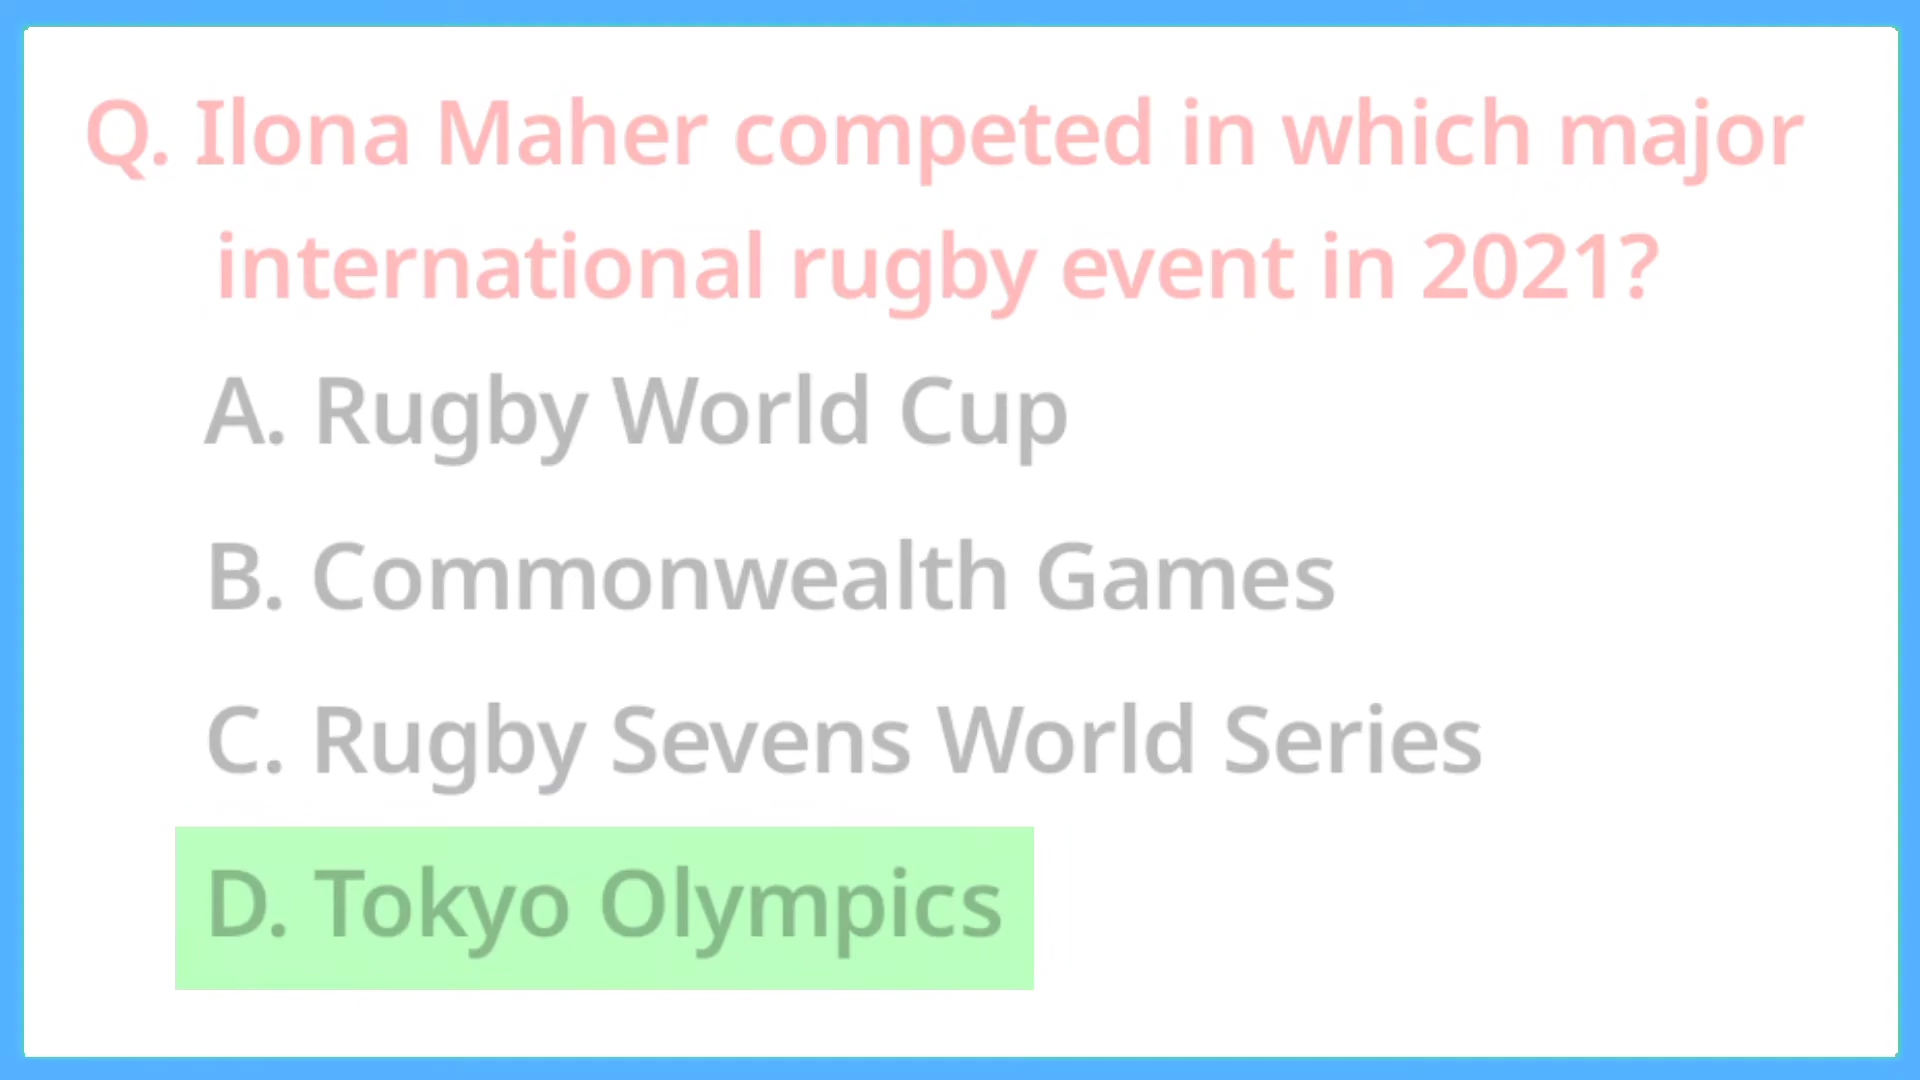 Q. Ilona Maher competed in which major
international rugby event in 2021?
A. Rugby World Cup
B. Commonwealth Games
C. Rugby Sevens World Series
D. Tokyo Olympics